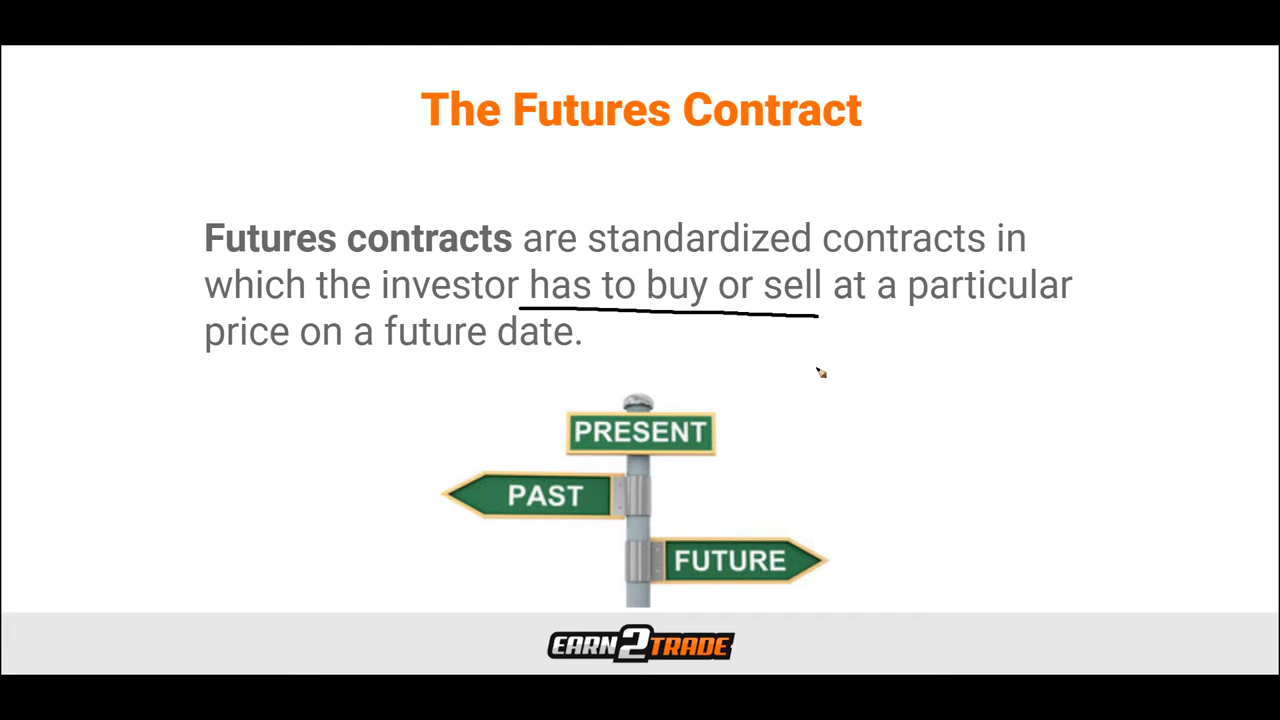 The Futures Contract
Futures contracts are standardized contracts in
which the investor has to buy or sell at a particular
price on a future date.
PRESENT
PAST
FUTURE
EARN2TRADE